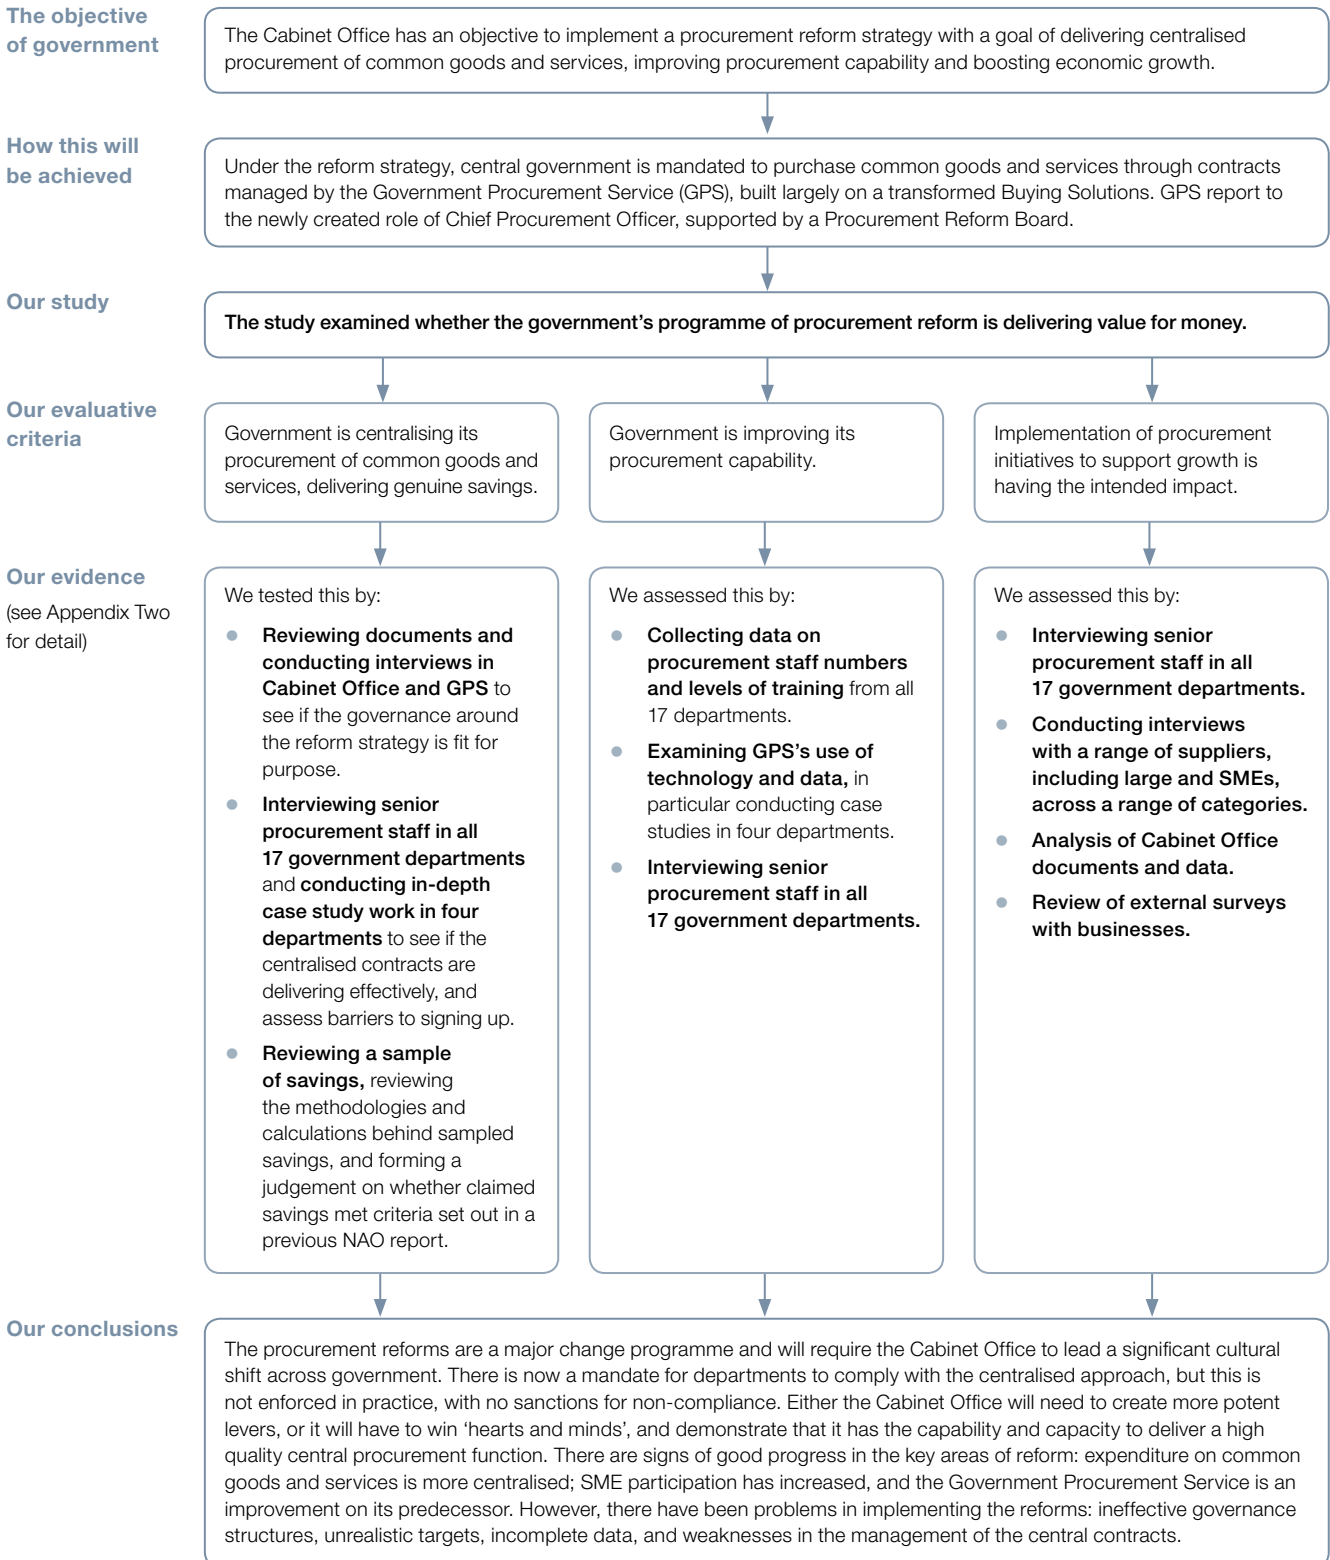 The objective
of government
The Cabinet Office has an objective to implement a procurement reform strategy with a goal of delivering centralised
procurement of common goods and services, improving procurement capability and boosting economic growth.
How this will
be achieved
Under the reform strategy, central government is mandated to purchase common goods and services through contracts
managed by the Government Procurement Service (GPS), built largely on a transformed Buying Solutions. GPS report to
the newly created role of Chief Procurement Officer, supported by a Procurement Reform Board.
Our study
The study examined whether the government's programme of procurement reform is delivering value for money.
Our evaluative
criteria
Government is centralising its
procurement of common goods and
services, delivering genuine savings.
Government is improving its
procurement capability.
Implementation of procurement
initiatives to support growth is
having the intended impact.
Our evidence
(see Appendix Two
for detail)
We tested this by:
● Reviewing documents and
conducting interviews in
Cabinet Office and GPS to
see if the governance around
the reform strategy is fit for
purpose.
● Interviewing senior
procurement staff in all
17 government departments
and conducting in-depth
case study work in four
departments to see if the
centralised contracts are
delivering effectively, and
assess barriers to signing up.
● Reviewing a sample
of savings, reviewing
the methodologies and
calculations behind sampled
savings, and forming a
judgement on whether claimed
savings met criteria set out in a
previous NAO report.
We assessed this by:
● Collecting data on
procurement staff numbers
and levels of training from all
17 departments.
● Examining GPS's use of
technology and data, in
particular conducting case
studies in four departments.
● Interviewing senior
procurement staff in all
17 government departments.
We assessed this by:
● Interviewing senior
procurement staff in all
17 government departments.
● Conducting interviews
with a range of suppliers,
including large and SMEs,
across a range of categories.
● Analysis of Cabinet Office
documents and data.
● Review of external surveys
with businesses.
Our conclusions
The procurement reforms are a major change programme and will require the Cabinet Office to lead a significant cultural
shift across government. There is now a mandate for departments to comply with the centralised approach, but this is
not enforced in practice, with no sanctions for non-compliance. Either the Cabinet Office will need to create more potent
levers, or it will have to win 'hearts and minds', and demonstrate that it has the capability and capacity to deliver a high
quality central procurement function. There are signs of good progress in the key areas of reform: expenditure on common
goods and services is more centralised; SME participation has increased, and the Government Procurement Service is an
improvement on its predecessor. However, there have been problems in implementing the reforms: ineffective governance
structures, unrealistic targets, incomplete data, and weaknesses in the management of the central contracts.